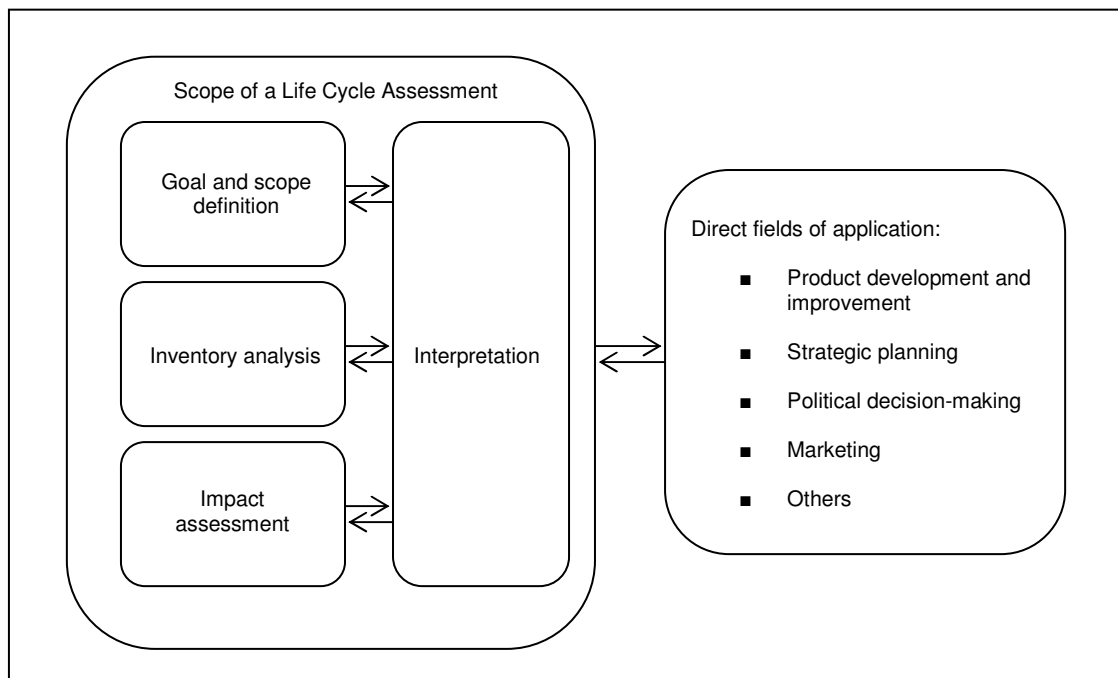 Scope of a Life Cycle Assessment
Goal and scope
definition
Inventory analysis
Impact
assessment
Interpretation
Direct fields of application:
■ Product development and
improvement
■ Strategic planning
■ Political decision-making
■ Marketing
■ Others